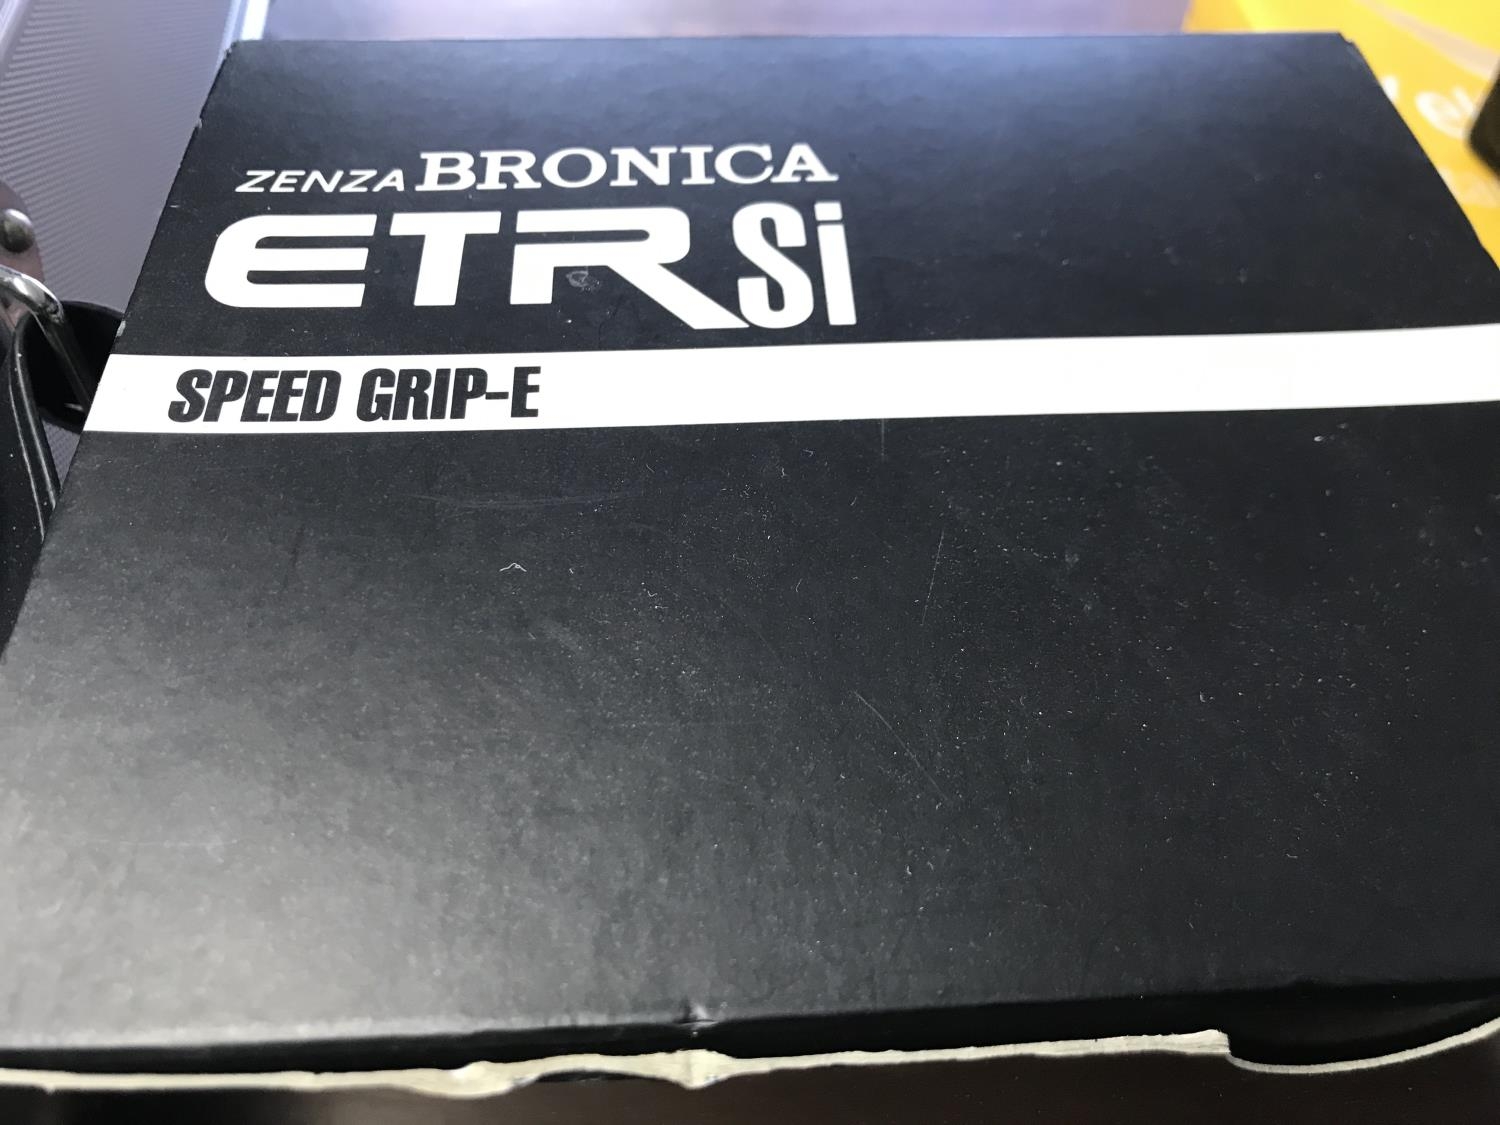 ZENZA BRONICA
ETRSi
SPEED GRIP-E